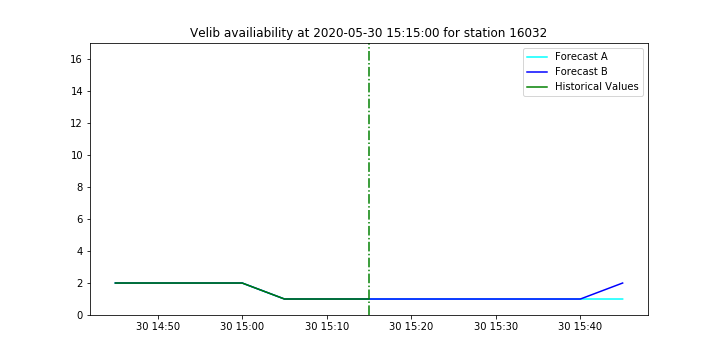 Velib availiability at 2020-05-30 15:15:00 for station 16032
Forecast A
Forecast B
Historical Values
16
14
12
10
8
6
4
2
0
30 14:50 30 15:00 30 15:10 30 15:20 30 15:30 30 15:40